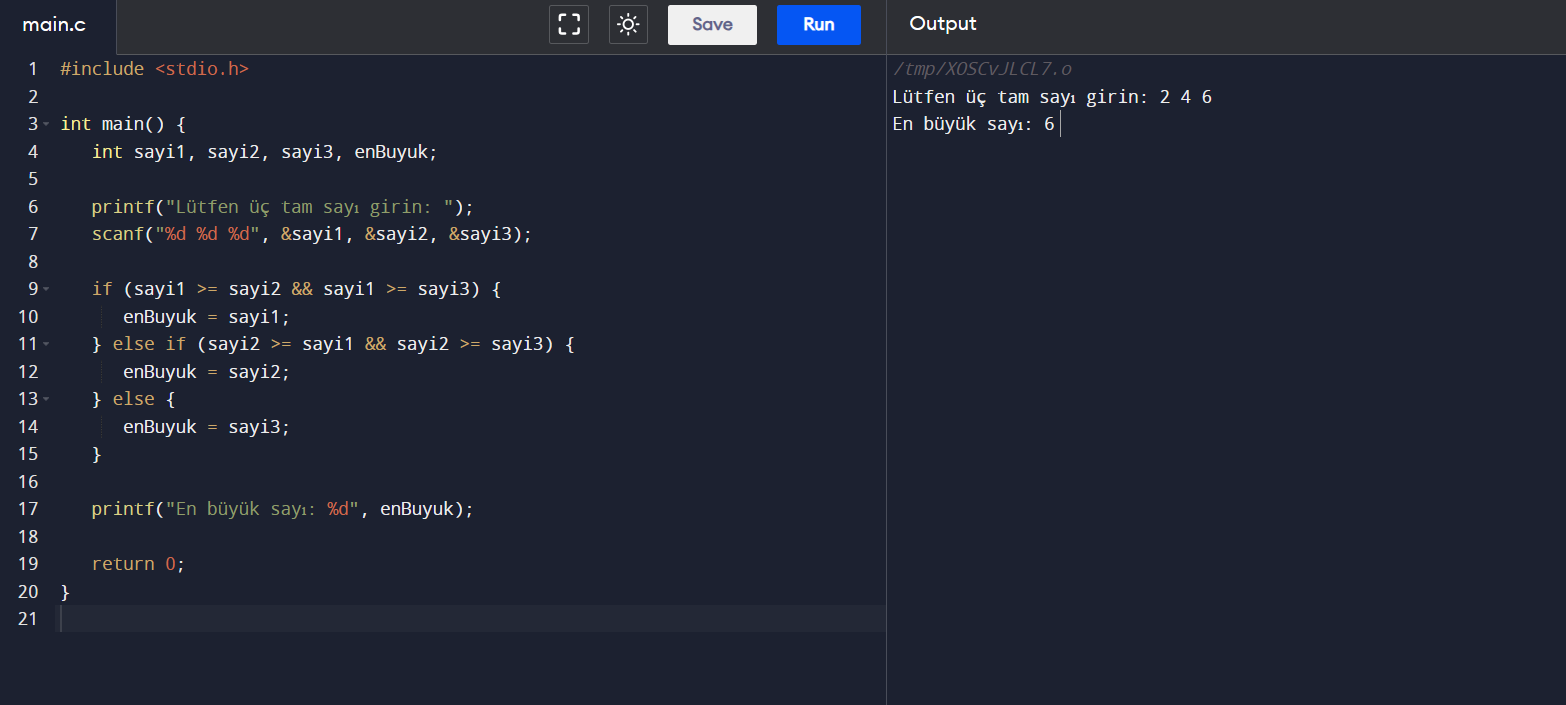 main.c
Save
Run
Output
1 #include <stdio.h>
2
3 int main() {
4 int sayi1, sayi2, sayi3, enBuyuk;
5
6 printf("Lütfen üç tam sayı girin: ");
7 scanf("%d %d %d", &sayi1, &sayi2, &sayi3);
8
9 if (sayi1 >= sayi2 && sayi1 >= sayi3) {
10 enBuyuk = sayi1;
11 } else if (sayi2 >= sayi1 && sayi2 >= sayi3) {
12 enBuyuk = sayi2;
13 } else {
14 enBuyuk = sayi3;
15 }
16
17 printf("En büyük sayı: %d", enBuyuk);
18
19 return 0;
20 }
21
/tmp/XOSCvJLCL7.o
Lütfen üç tam sayı girin: 2 4 6
En büyük sayı: 6